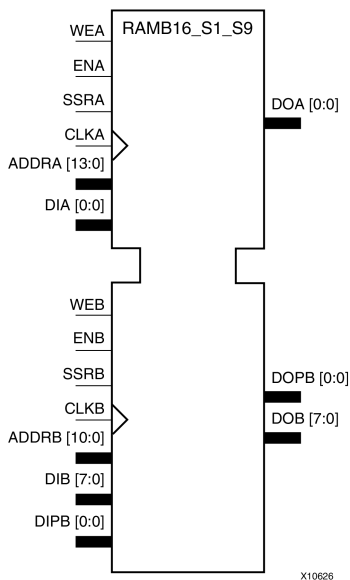 RAMB16_S1_S9
WEA
ENA
SSRA
CLKA
ADDRA [13:0]
DIA [0:0]
DOA [0:0]
WEB
ENB
SSRB
CLKB
ADDRB [10:0]
DIB [7:0]
DIPB [0:0]
DOPB [0:0]
DOB [7:0]
X10626